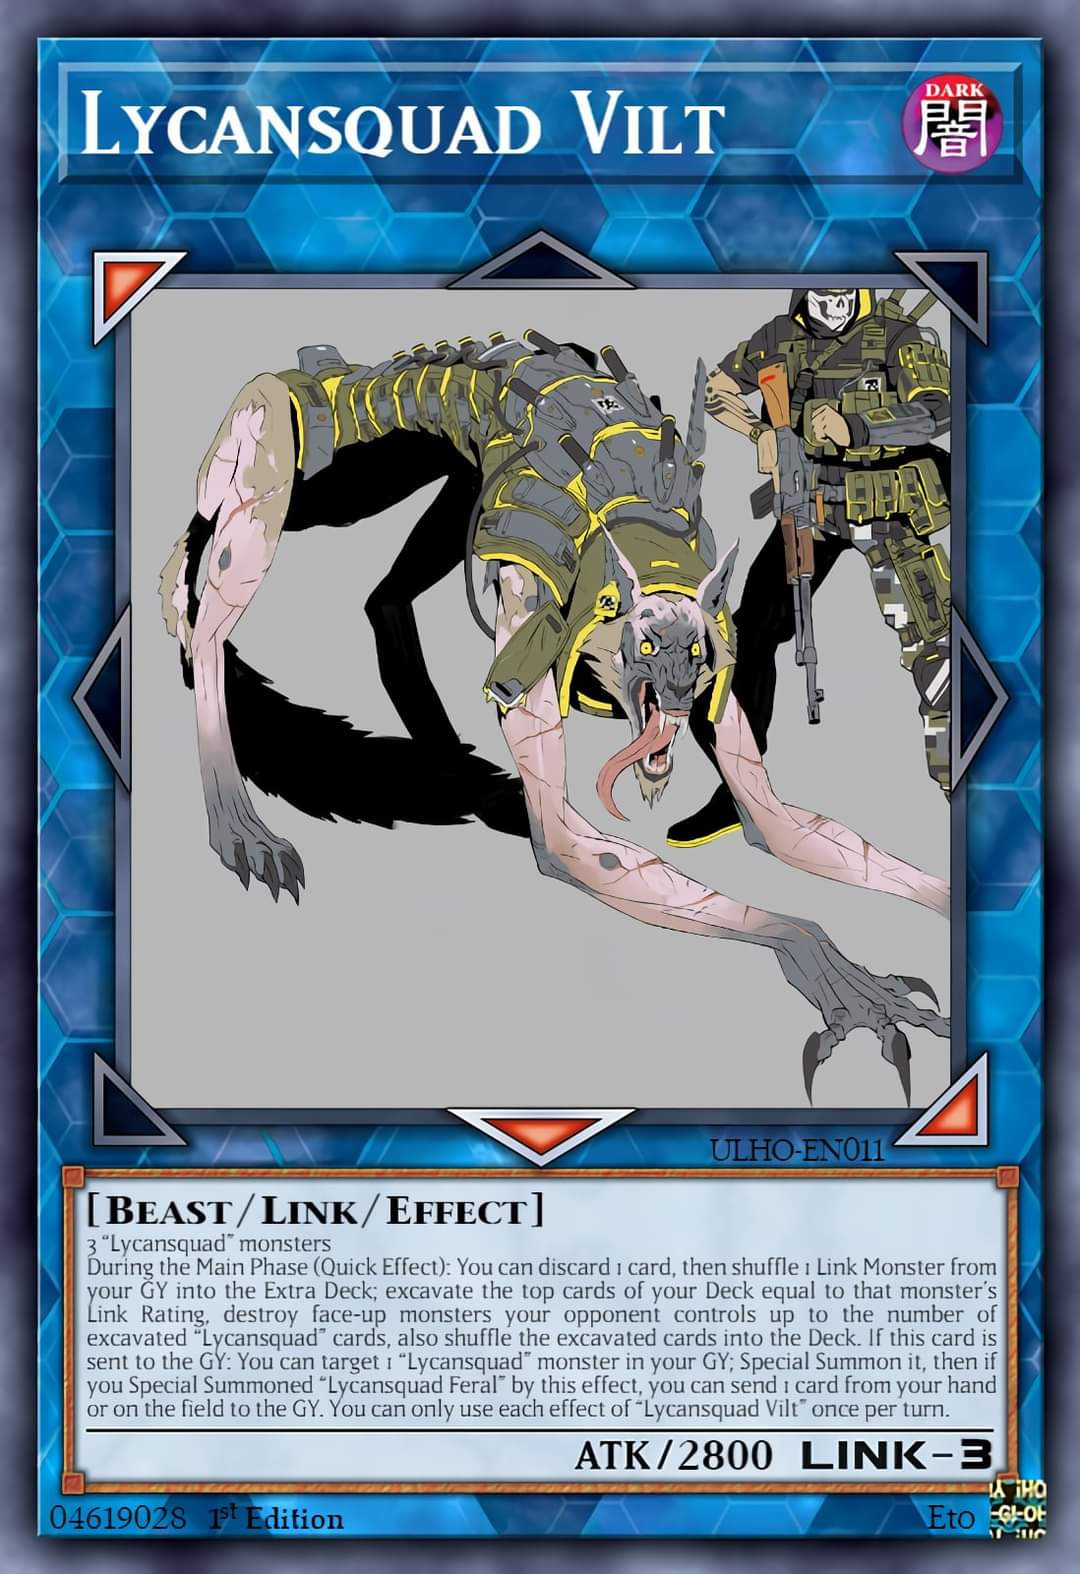 Lycansquad Vilt
DARK
闇
ULHO-EN011
[Beast/Link/Effect]
3 “Lycansquad” monsters
During the Main Phase (Quick Effect): You can discard 1 card, then shuffle 1 Link Monster from
your GY into the Extra Deck; excavate the top cards of your Deck equal to that monster's
Link Rating, destroy face-up monsters your opponent controls up to the number of
excavated “Lycansquad” cards, also shuffle the excavated cards into the Deck. If this card is
sent to the GY: You can target 1 “Lycansquad” monster in your GY; Special Summon it, then if
you Special Summoned “Lycansquad Feral” by this effect, you can send 1 card from your hand
or on the field to the GY. You can only use each effect of “Lycansquad Vilt” once per turn.
ATK/2800 LINK-3
04619028 1st Edition
Eto